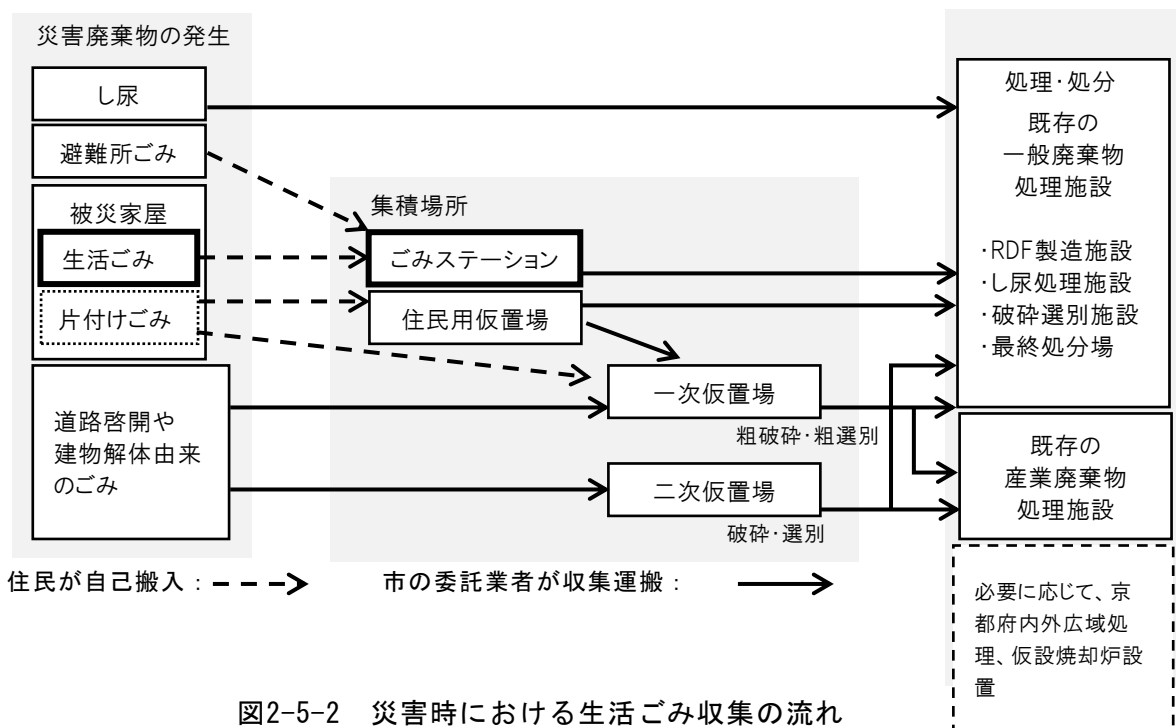 災害廃棄物の発生
し尿
避難所ごみ
被災家屋
生活ごみ
片付けごみ
道路啓開や
建物解体由来
のごみ
集積場所
ごみステーション
住民用仮置場
一次仮置場
粗破砕・粗選別
二次仮置場
破砕・選別
処理・処分
既存の
一般廃棄物
処理施設
・RDF製造施設
・し尿処理施設
・破砕選別施設
・最終処分場
既存の
産業廃棄物
処理施設
必要に応じて、京
都府内外広域処
理、仮設焼却炉設
置
住民が自己搬入：
市の委託業者が収集運搬：
図2-5-2 災害時における生活ごみ収集の流れ